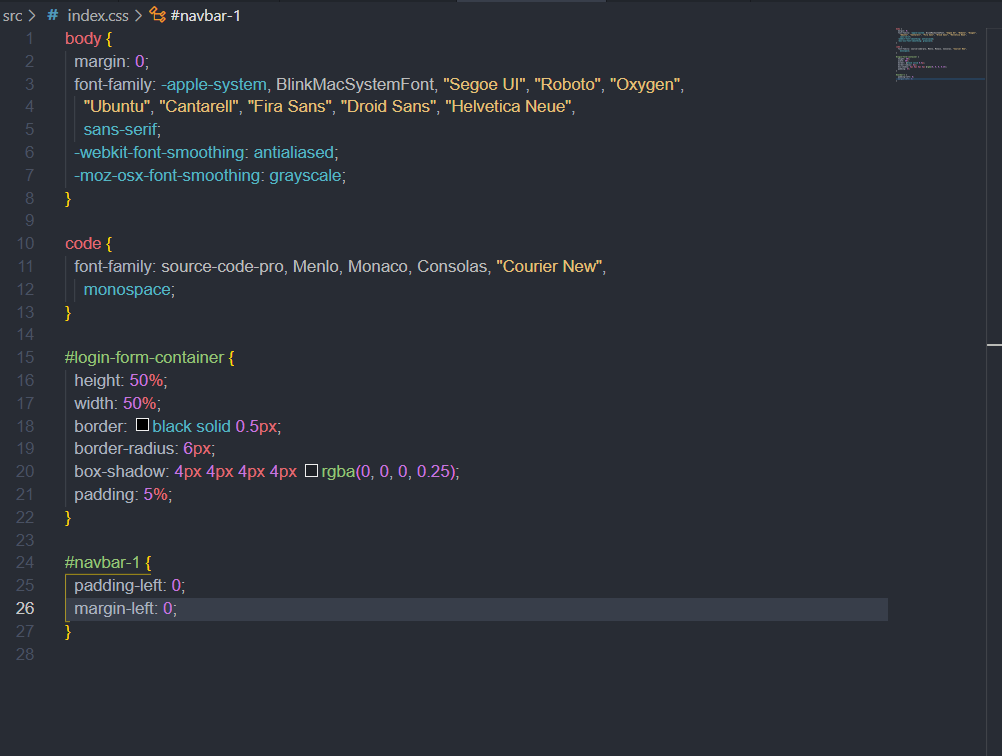 src > # index.css > #navbar-1
1 body {
2 margin: 0;
3 font-family: -apple-system, BlinkMacSystemFont, "Segoe UI", "Roboto", "Oxygen",
4 "Ubuntu", "Cantarell", "Fira Sans", "Droid Sans", "Helvetica Neue",
5 sans-serif;
6 -webkit-font-smoothing: antialiased;
7 -moz-osx-font-smoothing: grayscale;
8 }
9
10 code {
11 font-family: source-code-pro, Menlo, Monaco, Consolas, "Courier New",
12 monospace;
13 }
14
15 #login-form-container {
16 height: 50%;
17 width: 50%;
18 border: black solid 0.5px;
19 border-radius: 6px;
20 box-shadow: 4px 4px 4px 4px rgba(0, 0, 0, 0.25);
21 padding: 5%;
22 }
23
24 #navbar-1 {
25 padding-left: 0;
26 margin-left: 0;
27 }
28